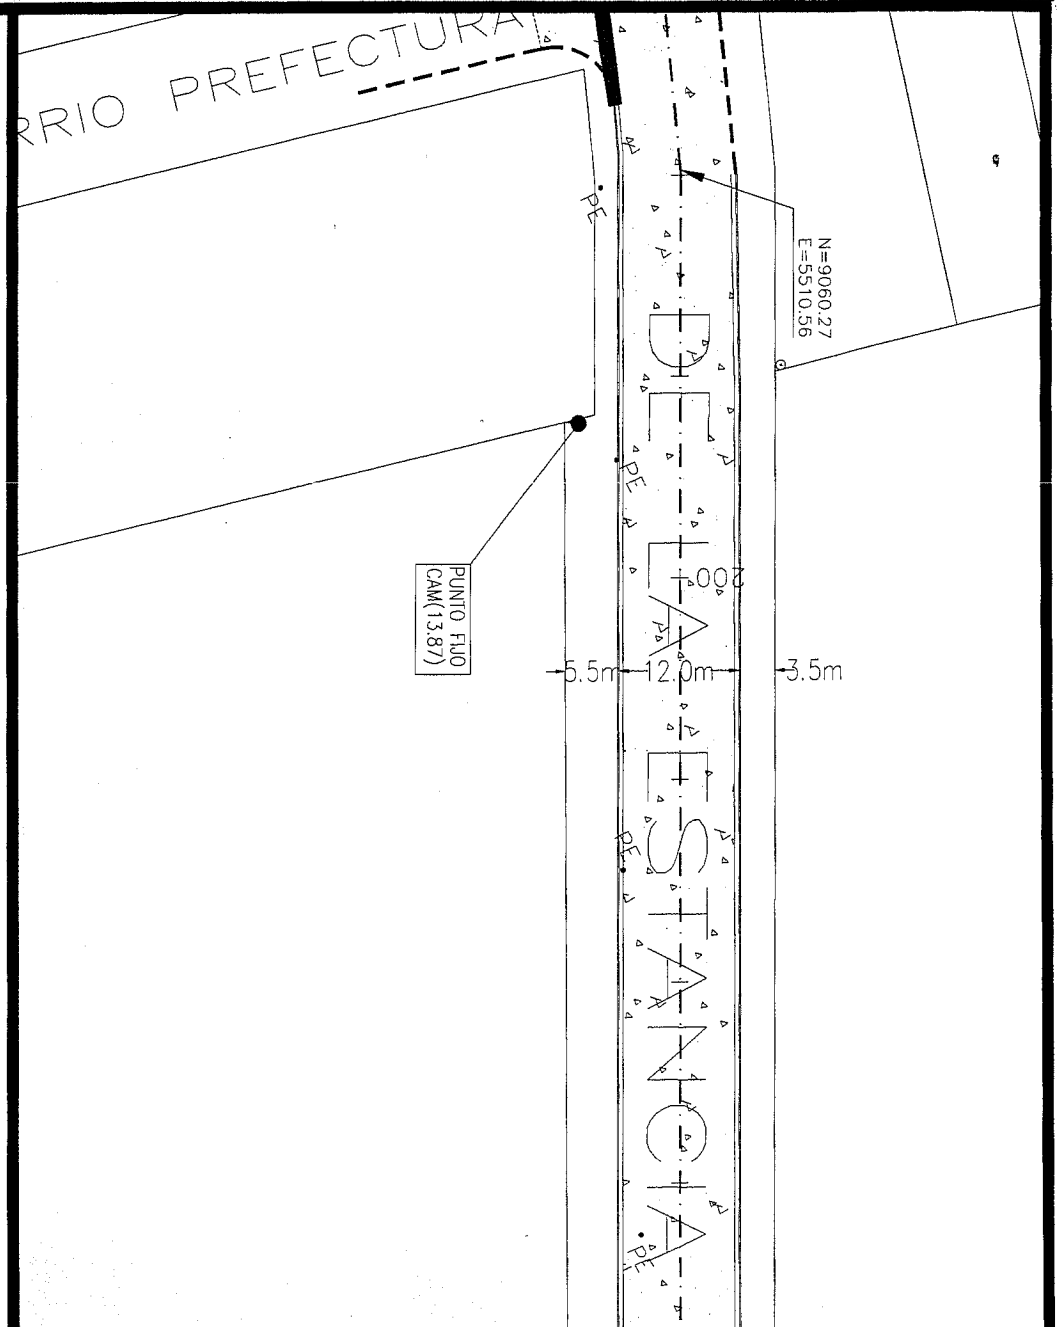 RRIO PREFECTURA
PE
N=9060.27
E=5510.56
DE LA ESTANCIA
PE
200
PUNTO FIJO
CAM(13.87)
5.5m
12.0m
3.5m
PE
PE